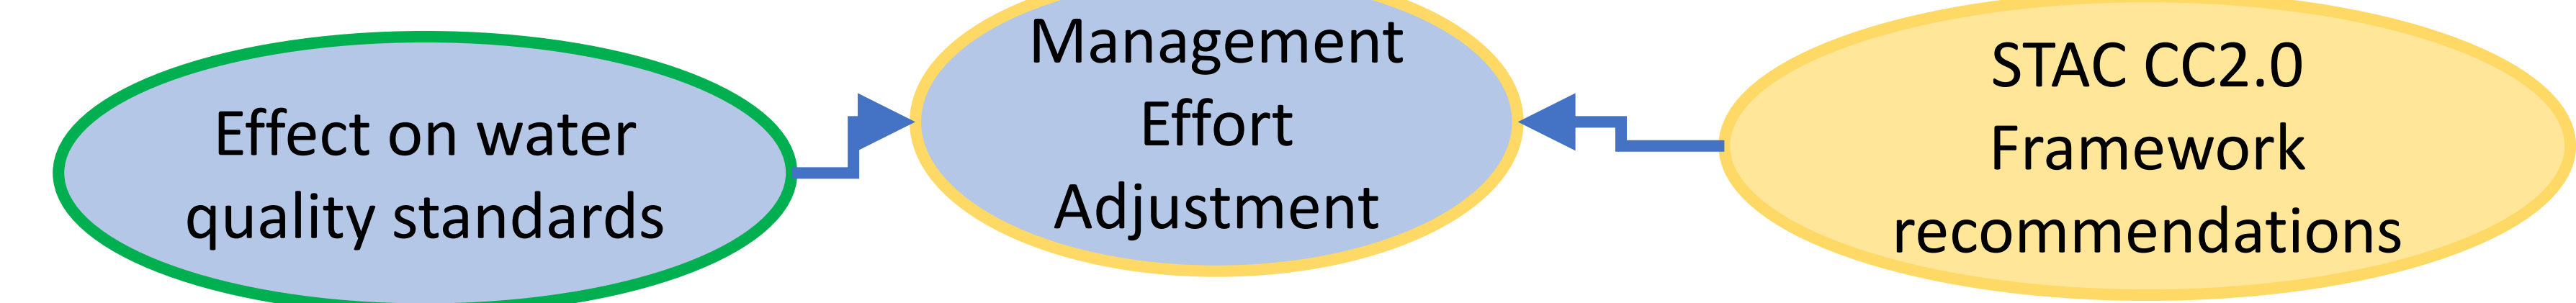 Effect on water
quality standards
Management
Effort
Adjustment
STAC CC2.0
Framework
recommendations